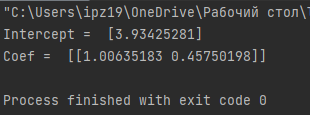 "C:\Users\ipz19\OneDrive\Рабочий стол\
Intercept =  [3.93425281]
Coef =  [[1.00635183 0.45750198]]
Process finished with exit code 0